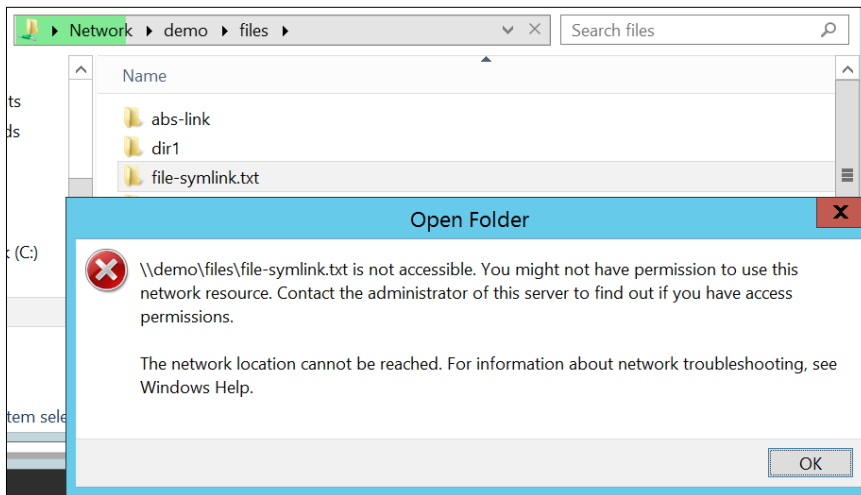 Network ▸ demo ▸ files ▸
Search files
Name
ts
ds
abs-link
dir1
file-symlink.txt
Open Folder
x
(C:)
\\demo\files\file-symlink.txt is not accessible. You might not have permission to use this
network resource. Contact the administrator of this server to find out if you have access
permissions.
The network location cannot be reached. For information about network troubleshooting, see
Windows Help.
tem sele
OK